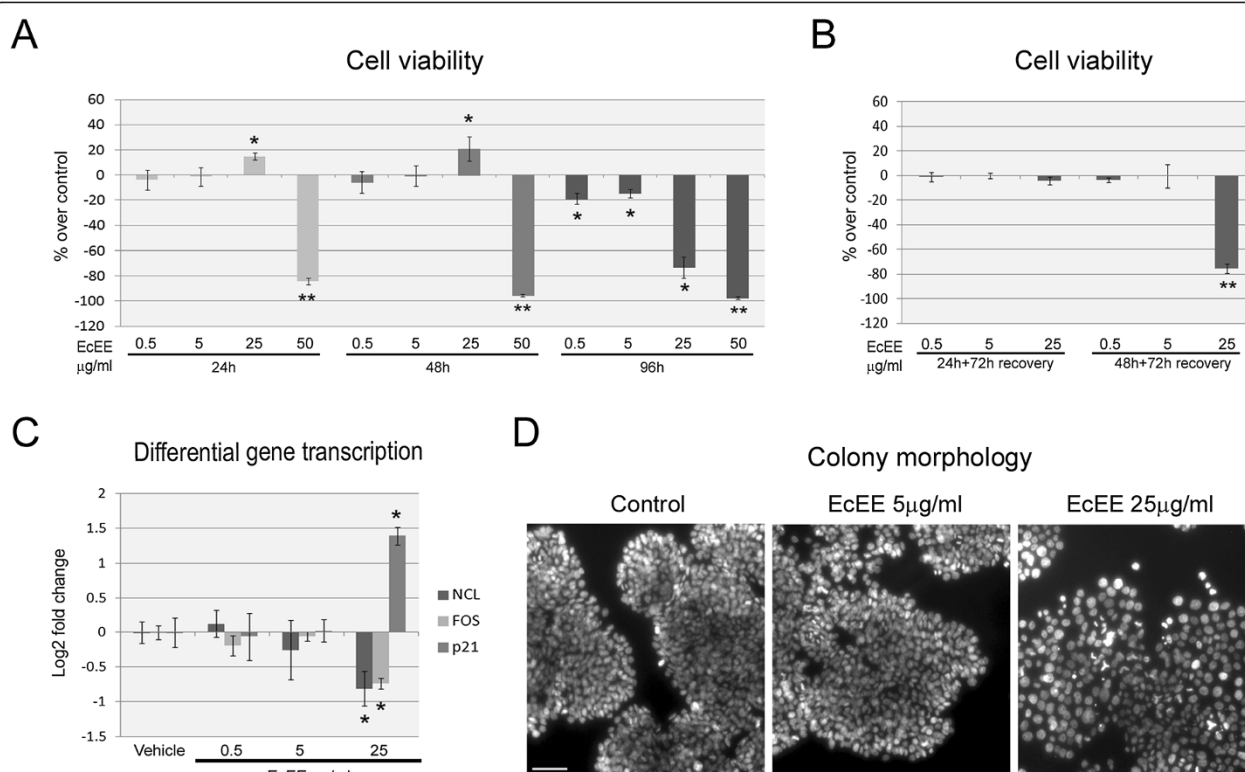 A
Cell viability
% over control
60
40
20
0
-20
-40
-60
-80
-100
-120
*
**
*
**
*
*
*
**
EcEE
μg/ml
0.5 5 25 50 0.5 5 25 50 0.5 5 25 50
24h 48h 96h
B
Cell viability
% over control
60
40
20
0
-20
-40
-60
-80
-100
-120
**
EcEE
μg/ml
0.5 5 25 0.5 5 25
24h+72h recovery 48h+72h recovery
C
Differential gene transcription
Log2 fold change
2
1.5
1
0.5
0
-0.5
-1
-1.5
*
*
*
NCL
FOS
p21
Vehicle 0.5 5 25
D
Colony morphology
Control EcEE 5μg/ml EcEE 25μg/ml